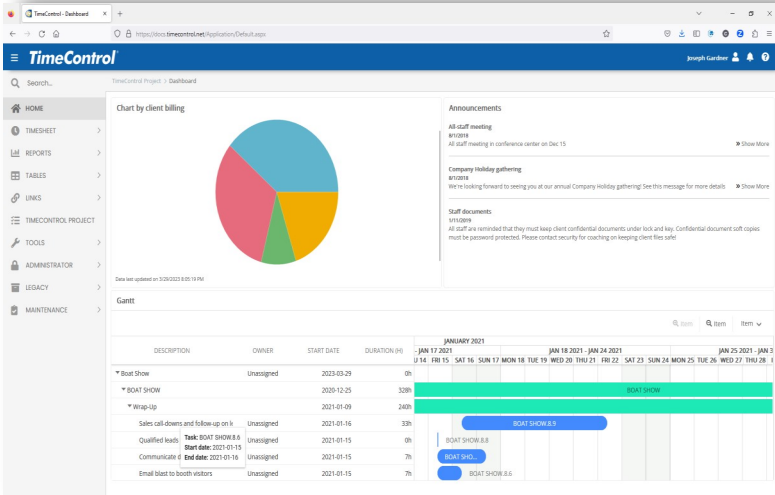 TimeControl - Dashboard
https://docs.timecontrol.net/Application/Default.aspx
TimeControl
Joseph Gardner
Search...
TimeControl Project > Dashboard
HOME
TIMESHEET
REPORTS
TABLES
LINKS
TIMECONTROL PROJECT
TOOLS
ADMINISTRATOR
LEGACY
MAINTENANCE
Chart by client billing
Data last updated on 3/29/2023 8:05:19 PM
Announcements
All-staff meeting
8/1/2018
All staff meeting in conference center on Dec 15
Show More
Company Holiday gathering
8/1/2018
We're looking forward to seeing you at our annual Company Holiday gathering! See this message for more details
Show More
Staff documents
1/11/2019
All staff are reminded that they must keep client confidential documents under lock and key. Confidential document soft copies
must be password protected. Please contact security for coaching on keeping client files safe!
Gantt
Item Item Item
JANUARY 2021
DESCRIPTION OWNER START DATE DURATION (H)
- JAN 17 2021 JAN 18 2021 - JAN 24 2021 JAN 25 2021 - JAN 3
U 14 FRI 15 SAT 16 SUN 17 MON 18 TUE 19 WED 20 THU 21 FRI 22 SAT 23 SUN 24 MON 25 TUE 26 WED 27 THU 28
Boat Show Unassigned 2023-03-29 0h
BOAT SHOW 2020-12-25 328h BOAT SHOW
Wrap-Up 2021-01-09 240h
Sales call-downs and follow-up on le Unassigned 2021-01-16 33h BOAT SHOW.8.9
Qualified leads Unassigned 2021-01-15 0h BOAT SHOW.8.8
Communicate d Unassigned 2021-01-15 7h BOAT SHO...
Email blast to booth visitors Unassigned 2021-01-15 7h BOAT SHOW.8.6
Task: BOAT SHOW.8.6
Start date: 2021-01-15
End date: 2021-01-16